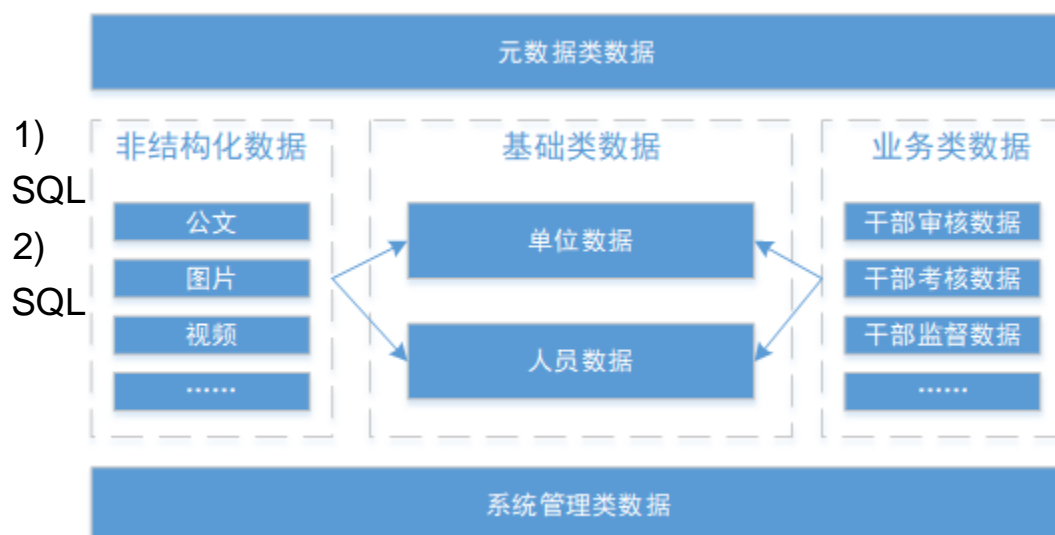 元数据类数据
1)
SQL
2)
SQL
非结构化数据
公文
图片
视频
……
基础类数据
单位数据
人员数据
业务类数据
干部审核数据
干部考核数据
干部监督数据
……
系统管理类数据